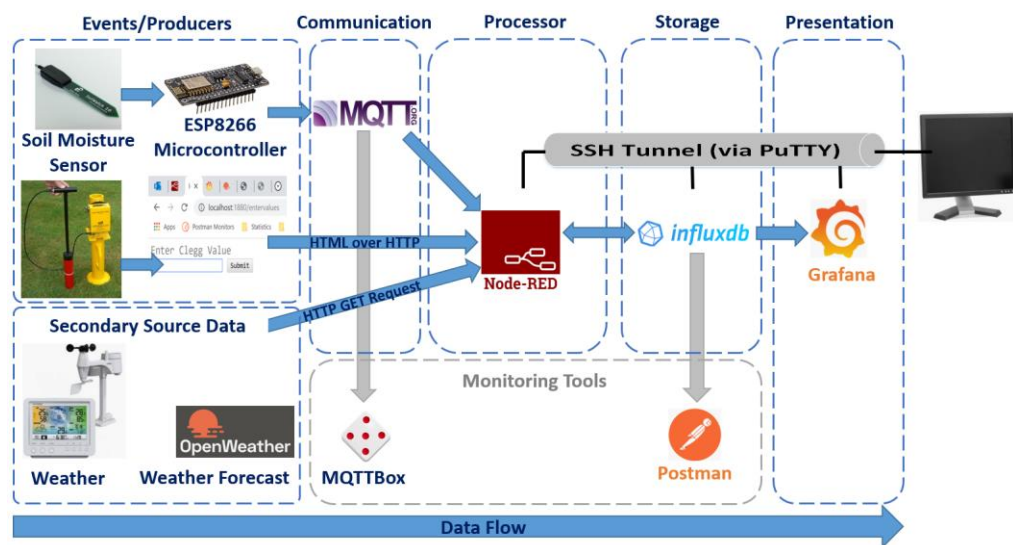 Events/Producers
Communication
Processor
Storage
Presentation
Soil Moisture
Sensor
ESP8266
Microcontroller
MQTT
.ORG
SSH Tunnel (via PuTTY)
localhost:1880/entervalues
Apps
Postman Monitors
Statistics
Enter Clegg Value
Submit
HTML over HTTP
Node-RED
influxdb
Grafana
HTTP GET Request
Secondary Source Data
Monitoring Tools
OpenWeather
Weather
Weather Forecast
MQTTBox
Postman
Data Flow